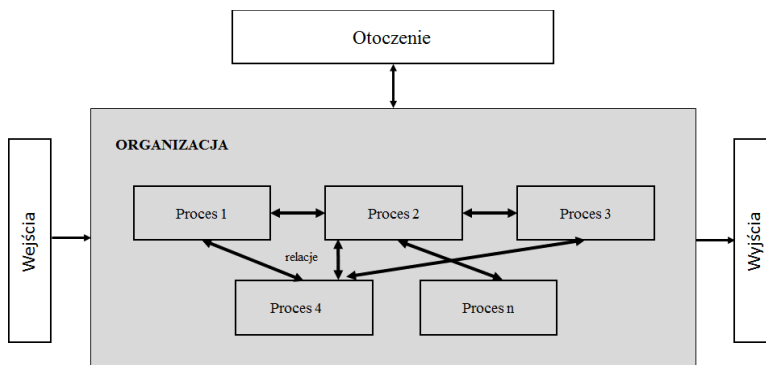 Otoczenie
ORGANIZACJA
Wejścia
Proces 1
Proces 2
Proces 3
relacje
Proces 4
Proces n
Wyjścia